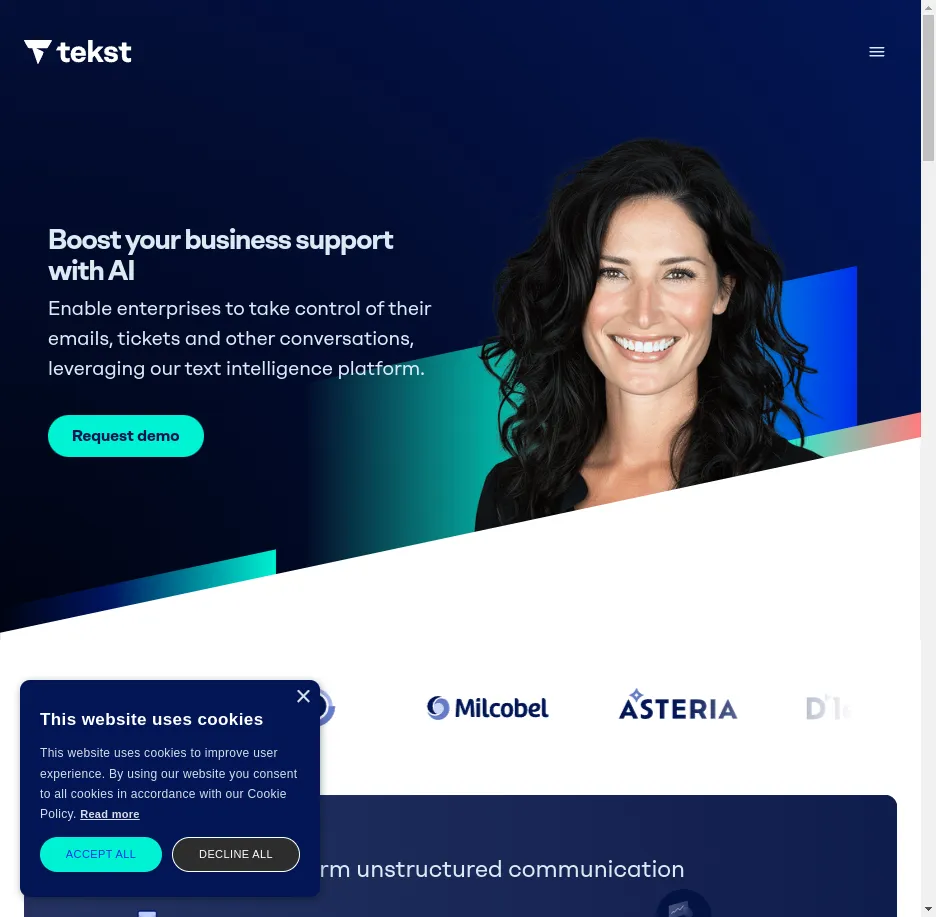 tekst
Boost your business support
with AI
Enable enterprises to take control of their
emails, tickets and other conversations,
leveraging our text intelligence platform.
Request demo
Milcobel
ASTERIA
This website uses cookies
This website uses cookies to improve user
experience. By using our website you consent
to all cookies in accordance with our Cookie
Policy. Read more
ACCEPT ALL
DECLINE ALL
unstructured communication